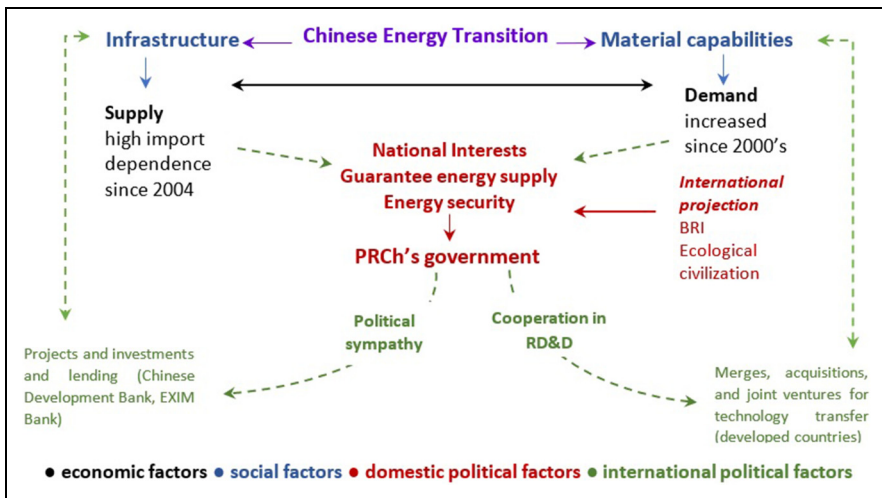 Chinese Energy Transition
Infrastructure
Material capabilities
Supply
high import
dependence
since 2004
Demand
increased
since 2000's
National Interests
Guarantee energy supply
Energy security
International
projection
BRI
Ecological
civilization
PRCh's government
Political
sympathy
Cooperation in
RD&D
Projects and investments
and lending (Chinese
Development Bank, EXIM
Bank)
Merges, acquisitions,
and joint ventures for
technology transfer
(developed countries)
● economic factors ● social factors ● domestic political factors ● international political factors